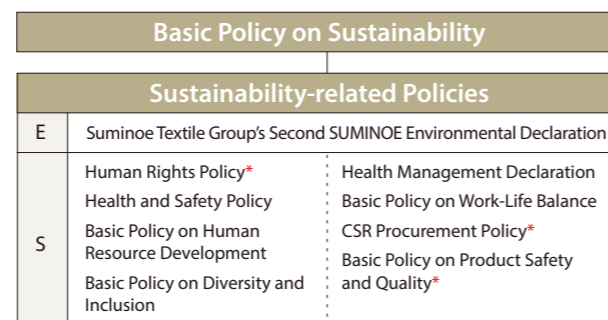 Basic Policy on Sustainability
Sustainability-related Policies
E
Suminoe Textile Group's Second SUMINOE Environmental Declaration
S
Human Rights Policy*
Health and Safety Policy
Basic Policy on Human
Resource Development
Basic Policy on Diversity and
Inclusion
Health Management Declaration
Basic Policy on Work-Life Balance
CSR Procurement Policy*
Basic Policy on Product Safety
and Quality*